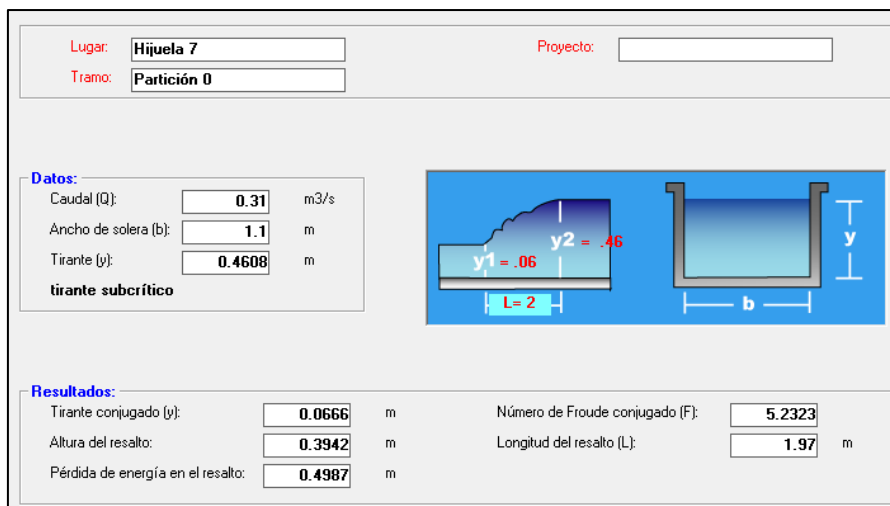 Lugar: Hijuela 7 Proyecto:
Tramo: Partición 0
Datos:
Caudal (Q): 0.31 m3/s
Ancho de solera (b): 1.1 m
Tirante (y): 0.4608 m
tirante subcrítico
y1 = .06 y2 = .46
L= 2
y
b
Resultados:
Tirante conjugado (y): 0.0666 m Número de Froude conjugado (F): 5.2323
Altura del resalto: 0.3942 m Longitud del resalto (L): 1.97 m
Pérdida de energía en el resalto: 0.4987 m